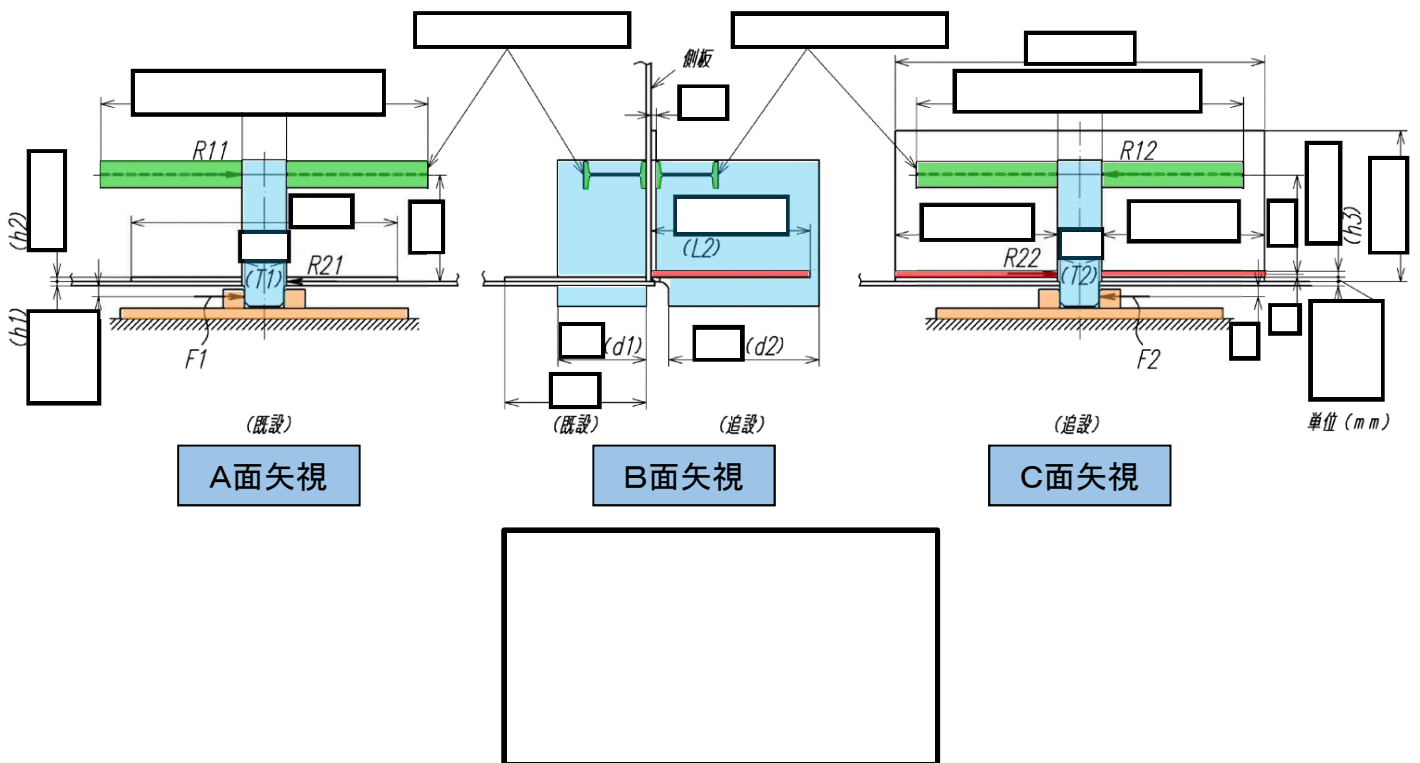 側板
R11
R12
(h2)
(h3)
(L2)
R21
R22
(T1)
(T2)
(h1)
F1
(d1)
(d2)
F2
(既設)
(既設)
(追設)
(追設)
単位(mm)
A面矢視
B面矢視
C面矢視